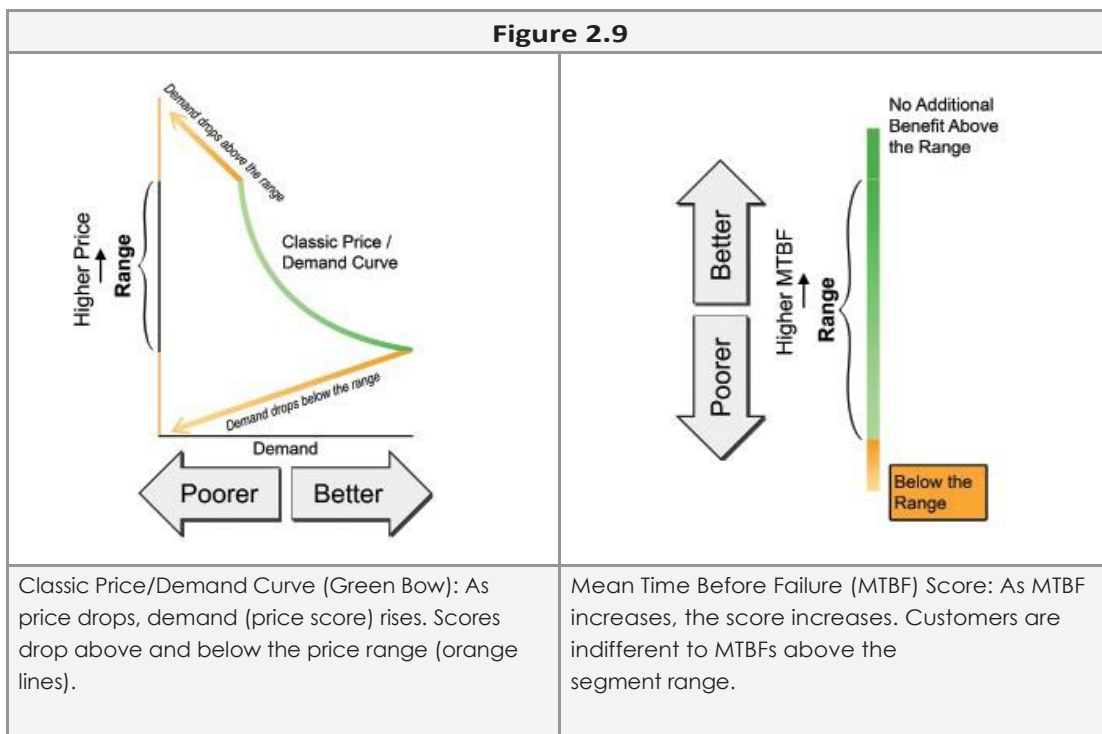 Figure 2.9
Demand drops above the range
Higher Price
Range
Classic Price /
Demand Curve
Demand drops below the range
Demand
Poorer
Better
No Additional
Benefit Above
the Range
Better
Poorer
Higher MTBF
Range
Below the
Range
Classic Price/Demand Curve (Green Bow): As
price drops, demand (price score) rises. Scores
drop above and below the price range (orange
lines).
Mean Time Before Failure (MTBF) Score: As MTBF
increases, the score increases. Customers are
indifferent to MTBFs above the
segment range.